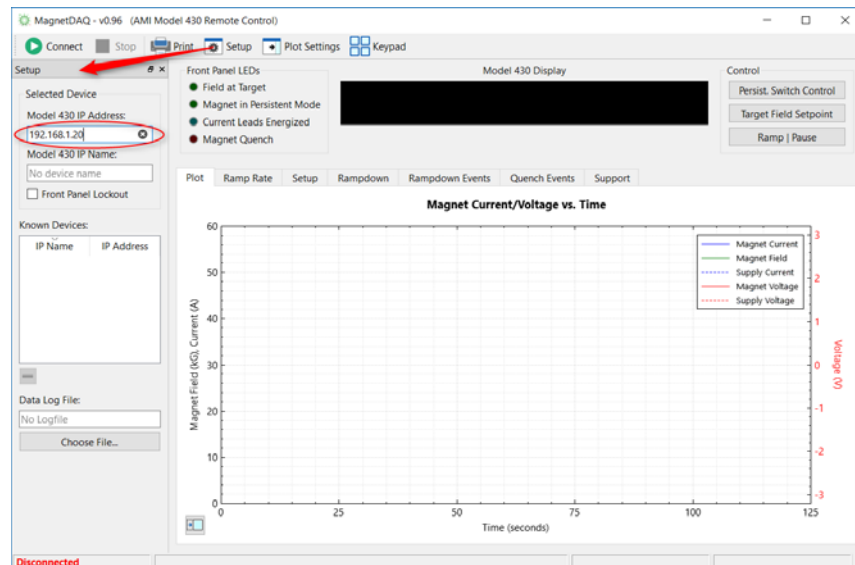 MagnetDAQ - v0.96 (AMI Model 430 Remote Control)
Connect Stop Print Setup Plot Settings Keypad
Setup
Selected Device
Model 430 IP Address:
192.168.1.20
Model 430 IP Name:
No device name
Front Panel Lockout
Known Devices:
IP Name IP Address
Data Log File:
No Logfile
Choose File...
Front Panel LEDs
Field at Target
Magnet in Persistent Mode
Current Leads Energized
Magnet Quench
Model 430 Display
Control
Persist. Switch Control
Target Field Setpoint
Ramp | Pause
Plot Ramp Rate Setup Rampdown Rampdown Events Quench Events Support
Magnet Current/Voltage vs. Time
Magnet Field (kG), Current (A)
60
50
40
30
20
10
0
Magnet Current
Magnet Field
Supply Current
Magnet Voltage
Supply Voltage
3
2
1
0
-1
-2
-3
Voltage (V)
0 25 50 75 100 125
Time (seconds)
Disconnected